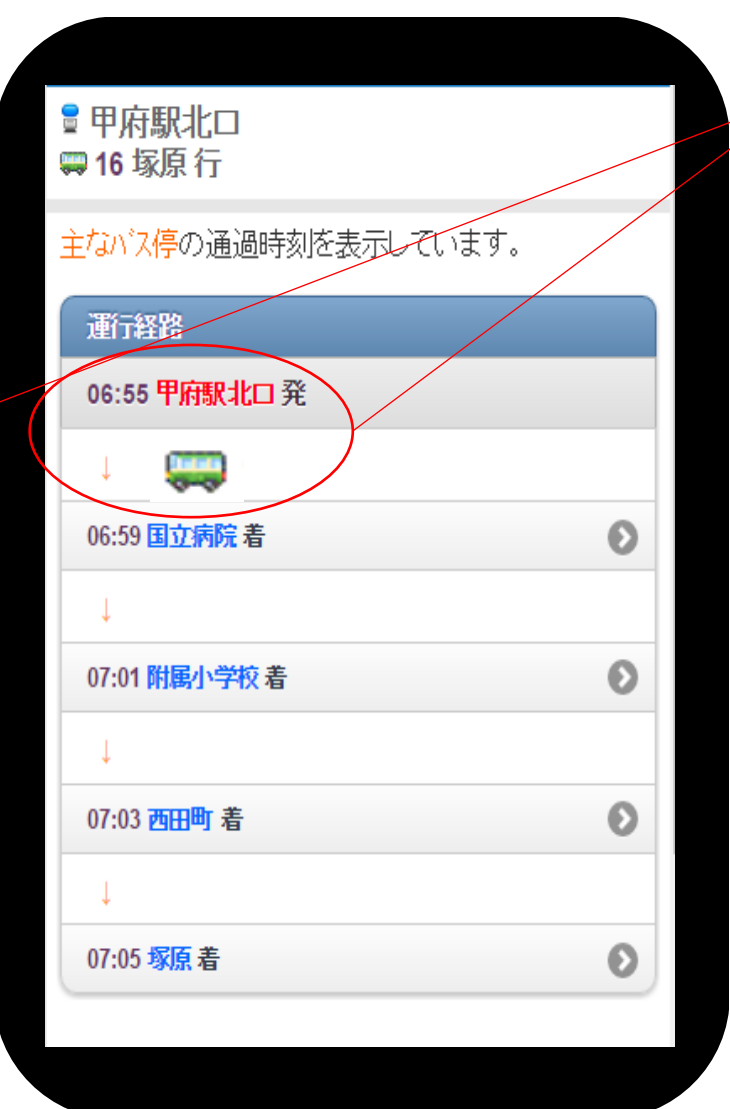 甲府駅北口
16 塚原 行
主なバス停の通過時刻を表示しています。
運行経路
06:55 甲府駅北口 発
↓
06:59 国立病院 着
↓
07:01 附属小学校 着
↓
07:03 西田町 着
↓
07:05 塚原 着